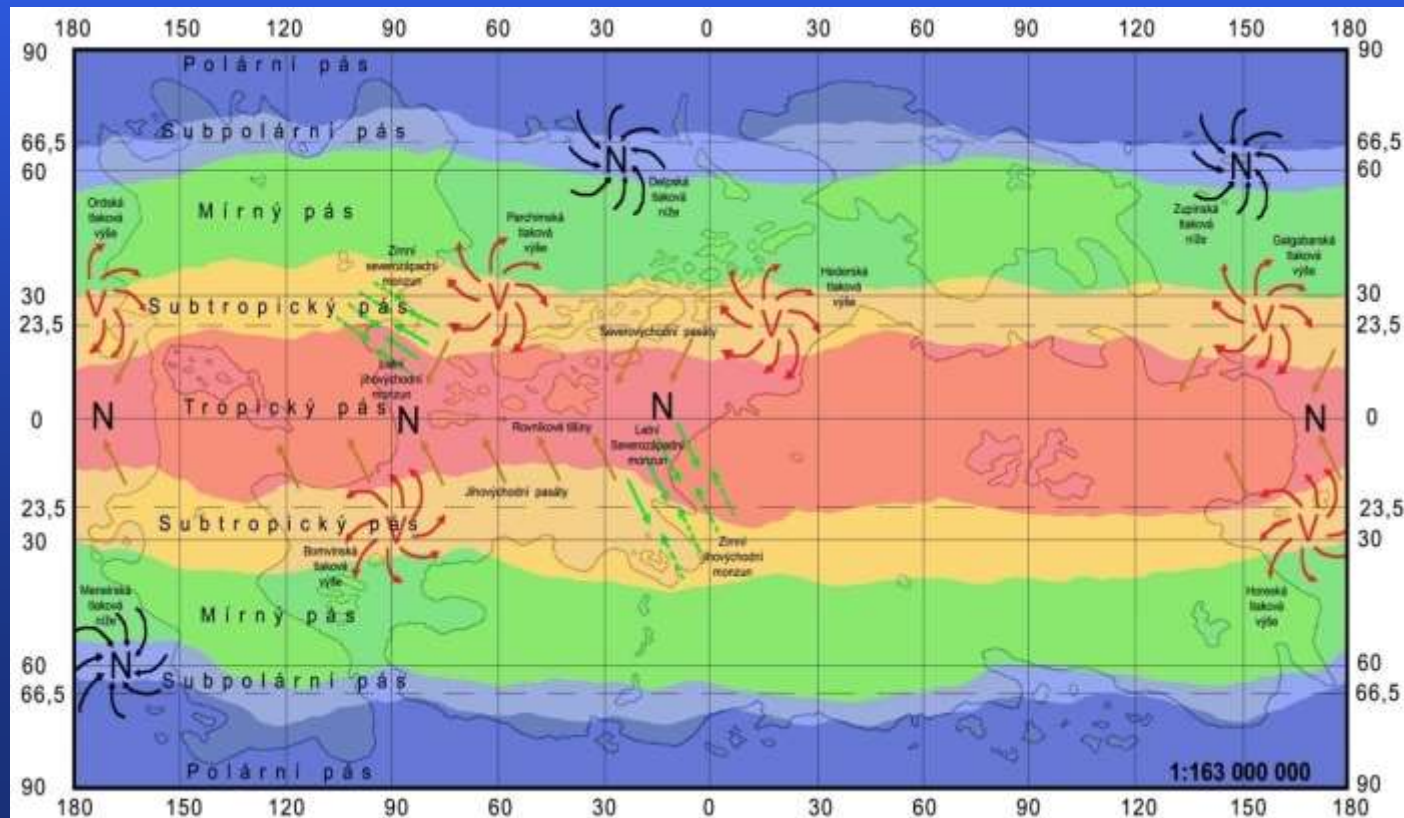 180 150 120 90 60 30 0 30 60 90 120 150 180
90 90
Polární pás
Subpolární pás
66,5 66,5
N N
60 60
Ordská
tlaková
výše
Mírný pás
Parchimská
tlaková
výše
tlaková
níže
Zupinská
tlaková
níže
Galgabanská
tlaková
výše
Zimní
severozápadní
monzun
Haderská
tlaková
výše
30 30
V V V V
Subtropický pás
23,5 23,5
Severovýchodní pasáty
Letní
jihovýchodní
monzun
Tropický pás
0 0
N N N N
Rovníkové tišiny
Letní
Severozápadní
monzun
Jihovýchodní pasáty
23,5 23,5
Subtropický pás
V V
30 30
Bomvinská
tlaková
výše
Zimní
jihovýchodní
monzun
tlaková
níže
Mírný pás
Horeská
tlaková
výše
60 60
N
Subpolární pás
66,5 66,5
Polární pás
1:163 000 000
90 90
180 150 120 90 60 30 0 30 60 90 120 150 180